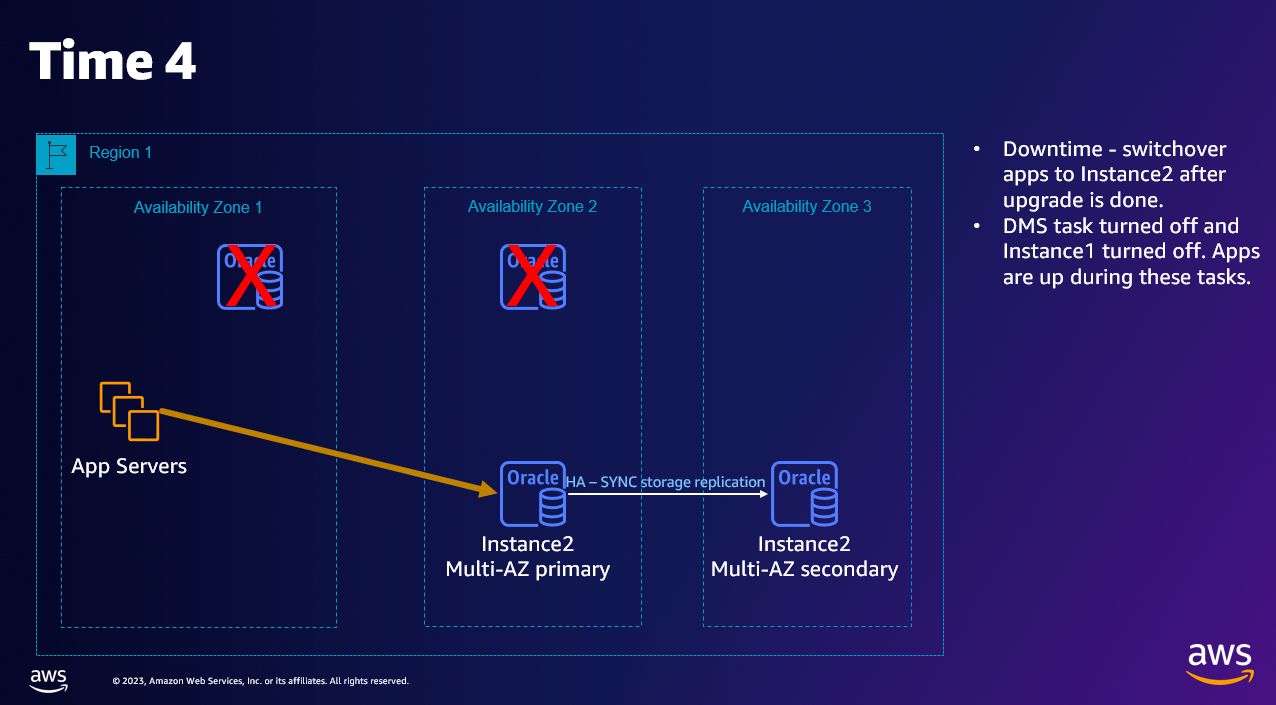 Time 4
Region 1
Availability Zone 1
Availability Zone 2
Availability Zone 3
Oracle
Oracle
App Servers
Oracle
HA – SYNC storage replication
Oracle
Instance2
Multi-AZ primary
Instance2
Multi-AZ secondary
• Downtime - switchover
apps to Instance2 after
upgrade is done.
• DMS task turned off and
Instance1 turned off. Apps
are up during these tasks.
aws
© 2023, Amazon Web Services, Inc. or its affiliates. All rights reserved.
aws